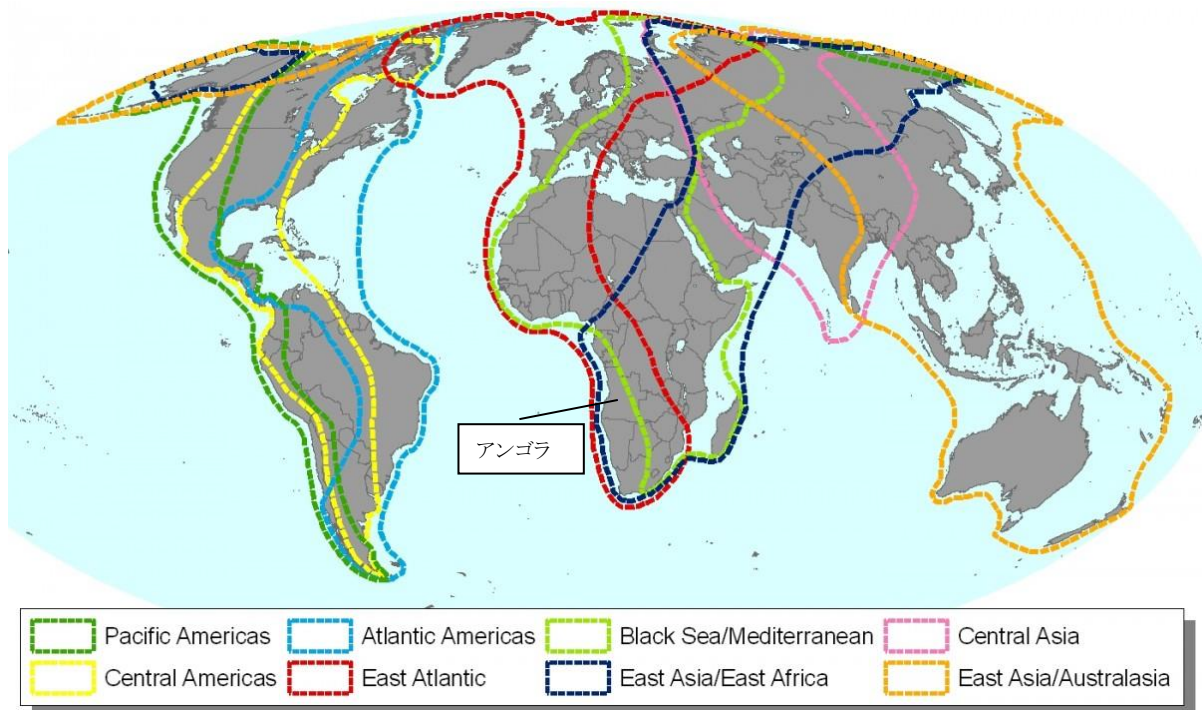 アンゴラ
Pacific Americas
Atlantic Americas
Black Sea/Mediterranean
Central Asia
Central Americas
East Atlantic
East Asia/East Africa
East Asia/Australasia